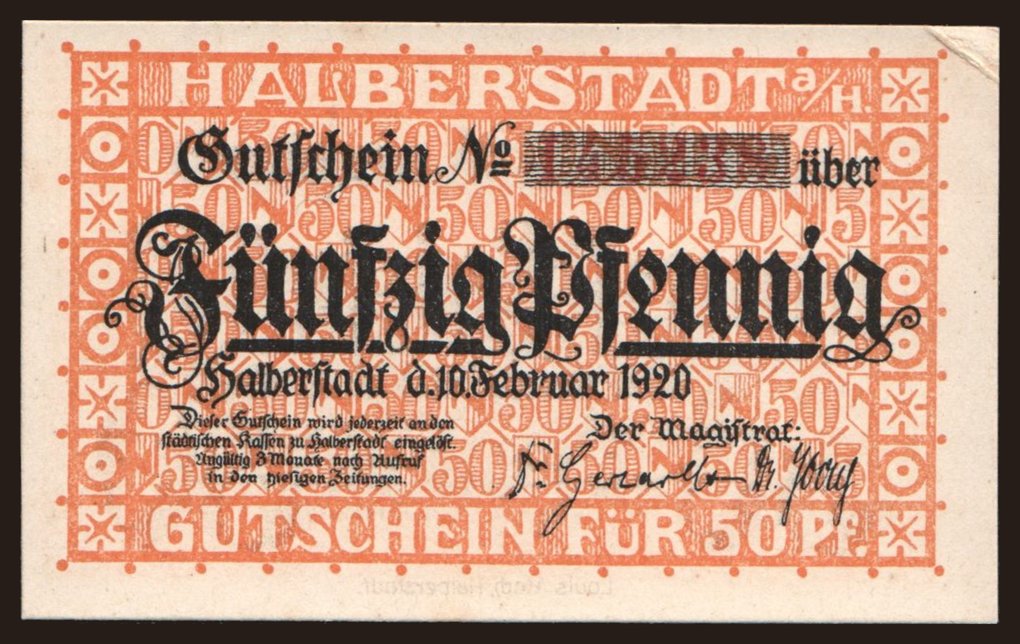 HALBERSTADT a/H.
Gutschein No über
Fünfzig Pfennig
Halberstadt d.10.Februar 1920
Dieser Gutschein wird jederzeit an den
städtischen Kassen zu Halberstadt eingelöst.
Ungültig 3 Monate nach Aufruf
in den hiesigen Zeitungen.
Der Magistrat:
GUTSCHEIN FÜR 50 Pf.